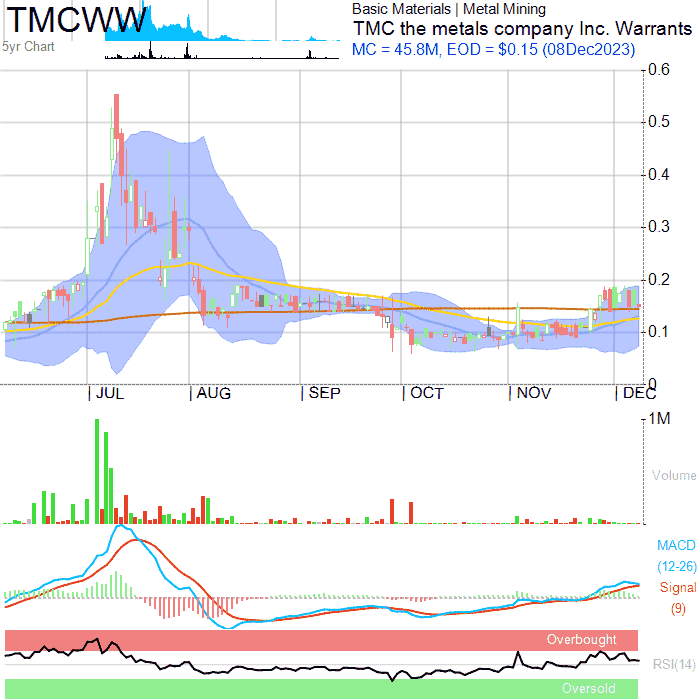 TMCWW
5yr Chart
Basic Materials | Metal Mining
TMC the metals company Inc. Warrants
MC = 45.8M, EOD = $0.15 (08Dec2023)
0.6
0.5
0.4
0.3
0.2
0.1
0
JUL AUG SEP OCT NOV DEC
1M
Volume
MACD
(12-26)
Signal
(9)
Overbought
RSI(14)
Oversold